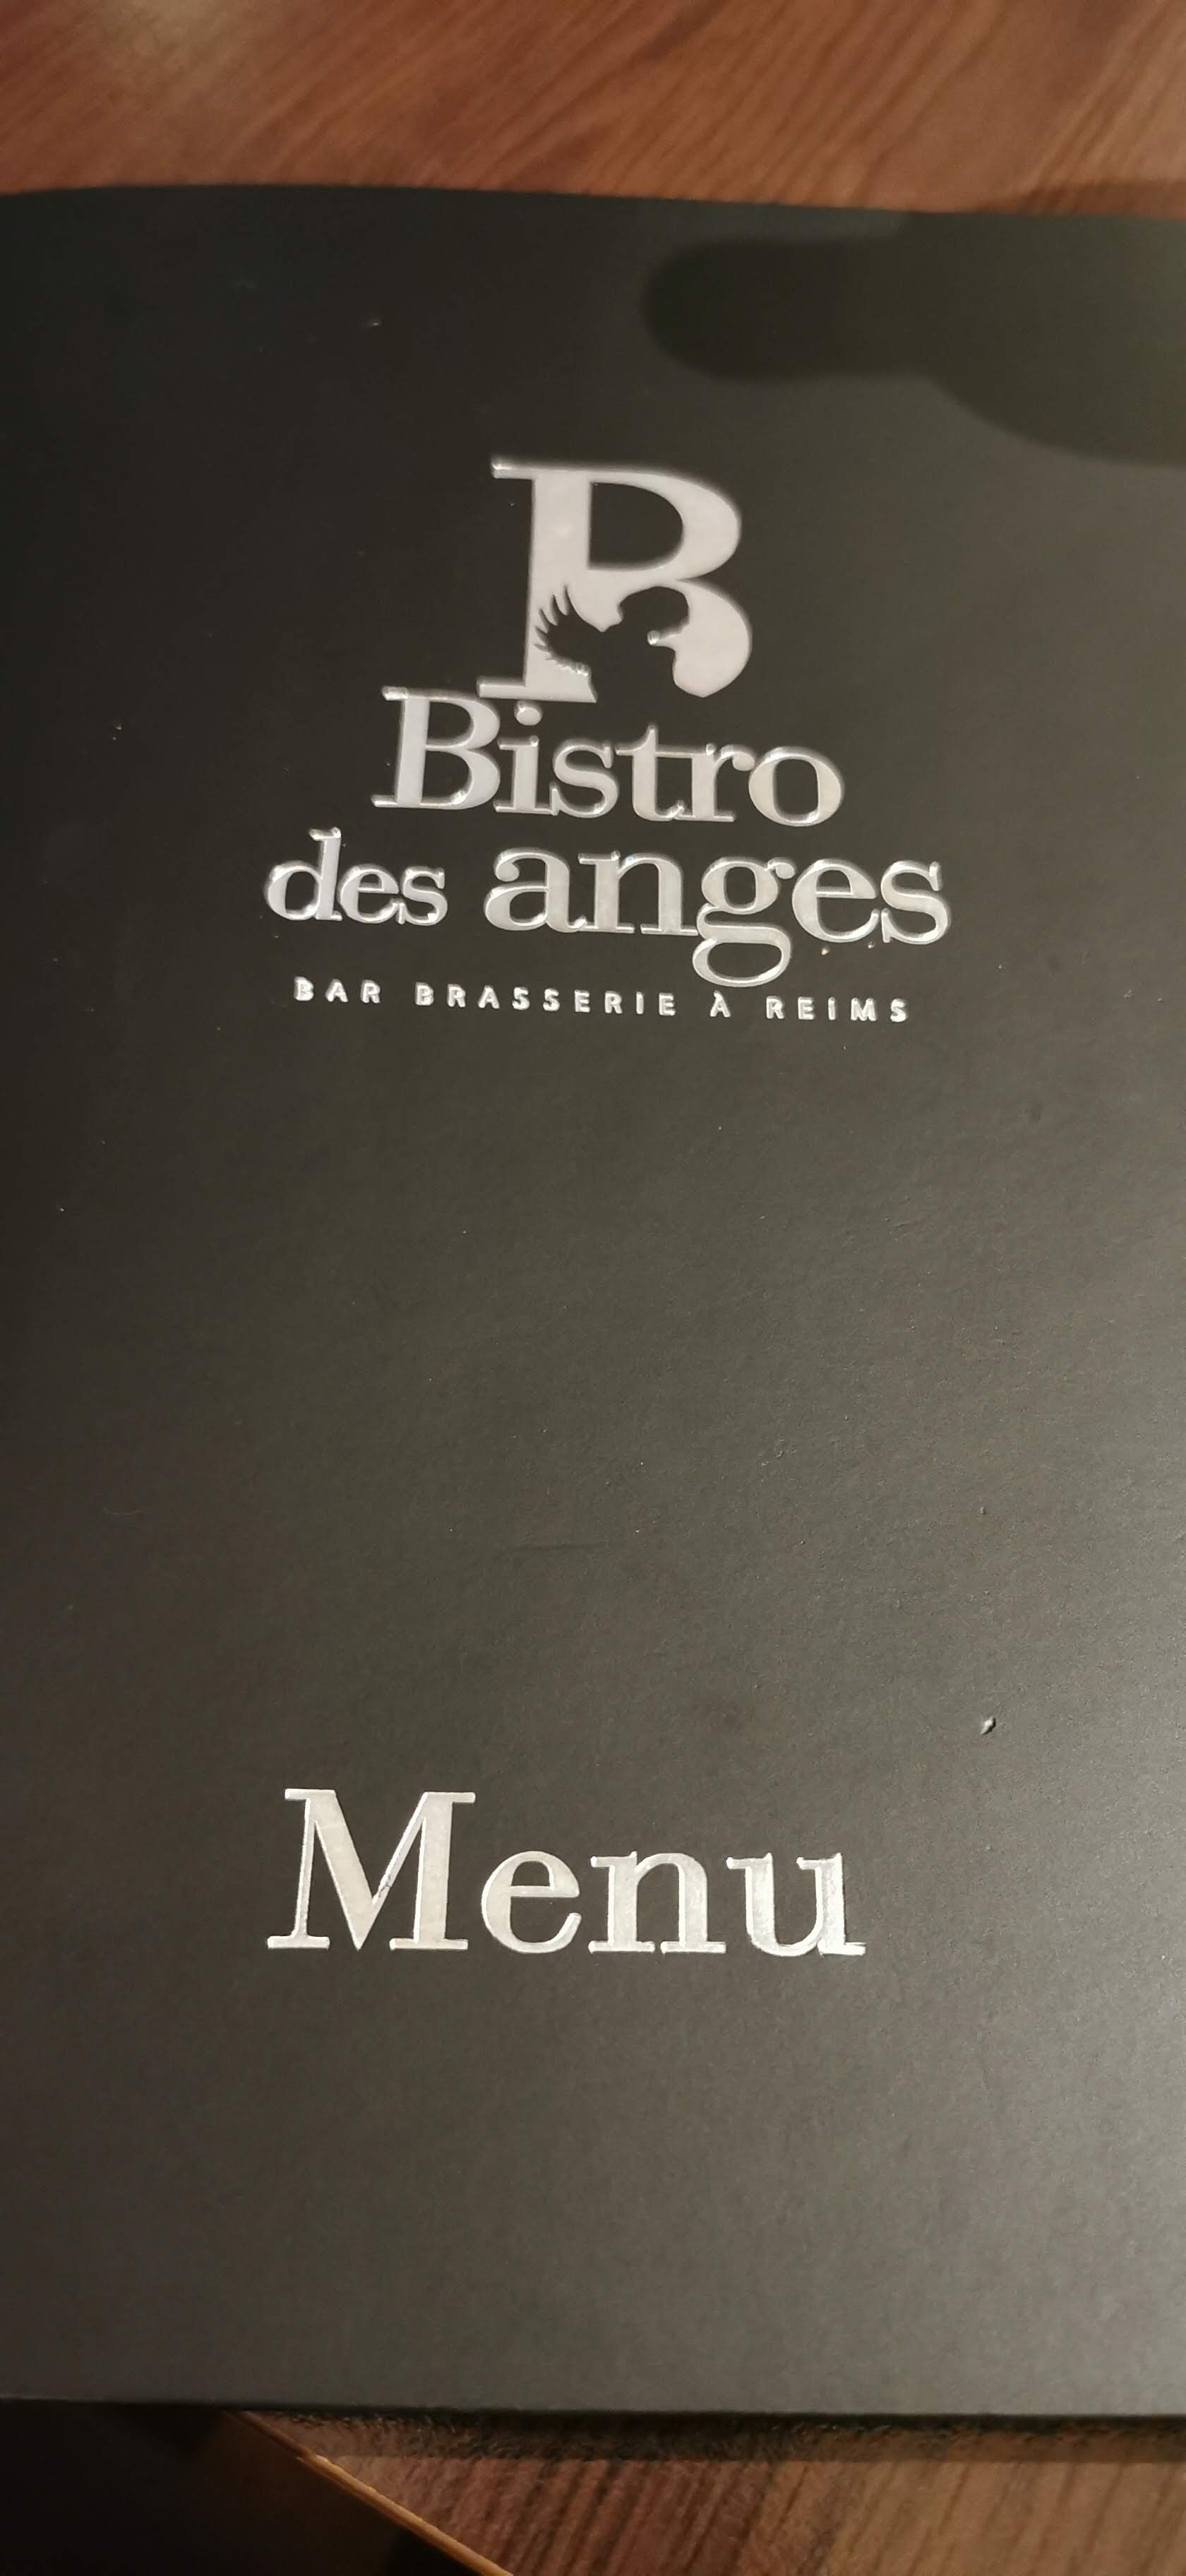 B
Bistro
des anges
BAR BRASSERIE À REIMS
Menu